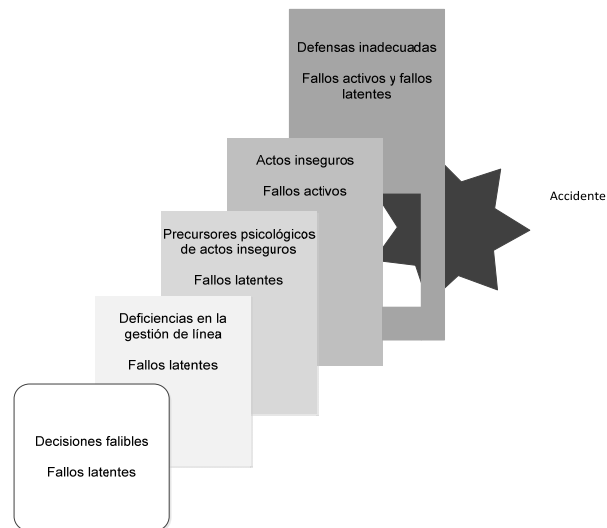 Defensas inadecuadas
Fallos activos y fallos
latentes
Actos inseguros
Fallos activos
Accidente
Precursores psicológicos
de actos inseguros
Fallos latentes
Deficiencias en la
gestión de línea
Fallos latentes
Decisiones falibles
Fallos latentes